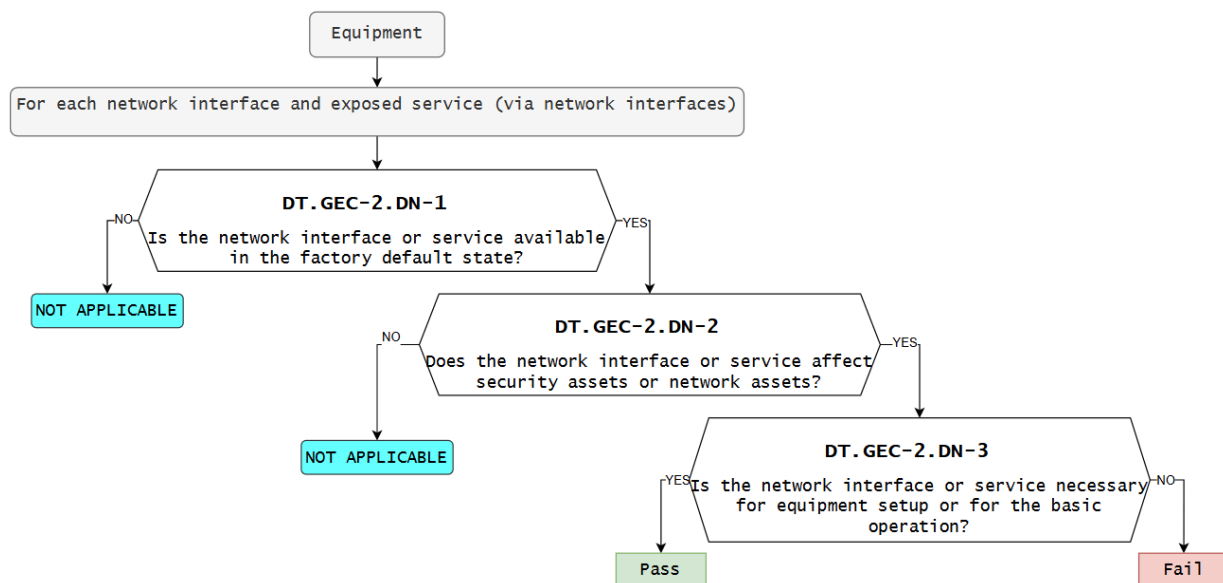 Equipment
For each network interface and exposed service (via network interfaces)
DT.GEC-2.DN-1
NO
YES
Is the network interface or service available
in the factory default state?
NOT APPLICABLE
DT.GEC-2.DN-2
NO
YES
Does the network interface or service affect
security assets or network assets?
NOT APPLICABLE
DT.GEC-2.DN-3
YES
NO
Is the network interface or service necessary
for equipment setup or for the basic
operation?
Pass
Fail